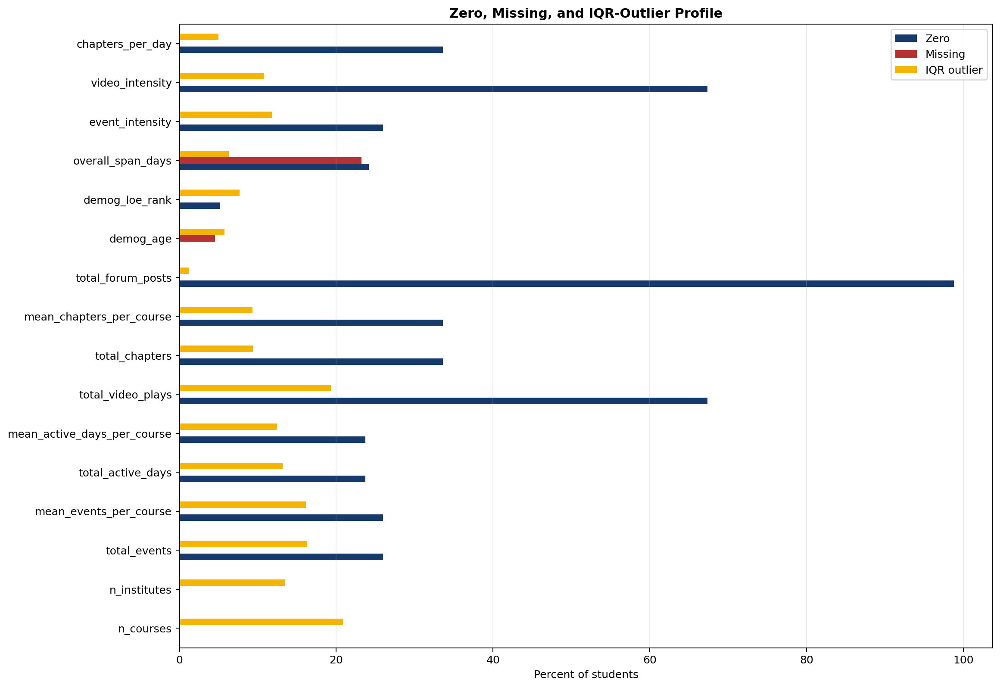 Zero, Missing, and IQR-Outlier Profile
Zero
Missing
IQR outlier
chapters_per_day
video_intensity
event_intensity
overall_span_days
demog_loe_rank
demog_age
total_forum_posts
mean_chapters_per_course
total_chapters
total_video_plays
mean_active_days_per_course
total_active_days
mean_events_per_course
total_events
n_institutes
n_courses
0 20 40 60 80 100
Percent of students